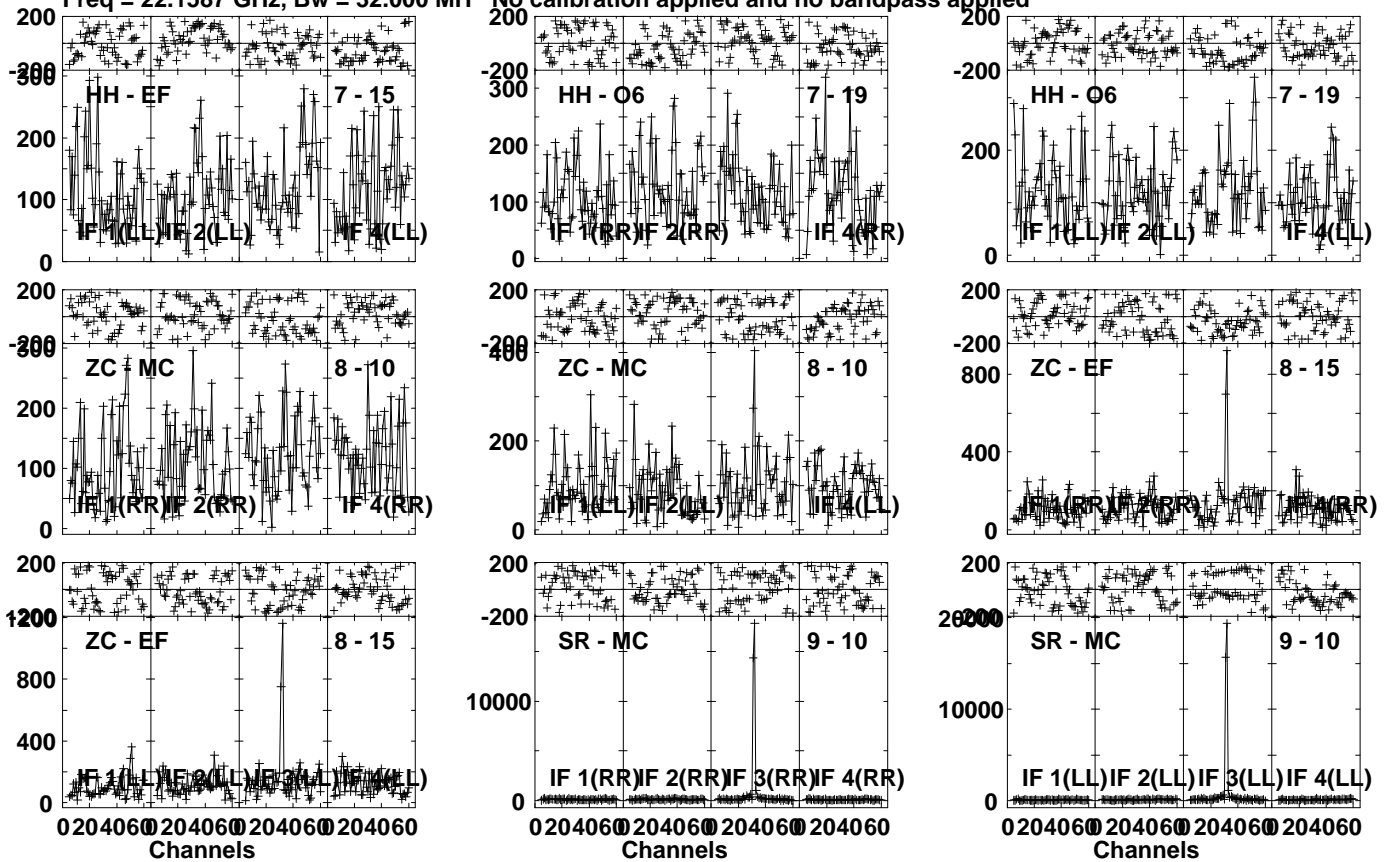 Freq = 22.1587 GHz, Bw = 32.000 MH No calibration applied and no bandpass applied
200
-200
300
HH - EF
7 - 15
200
100
0
IF 1(LL) IF 2(LL) IF 4(LL)
200
-200
300
HH - O6
7 - 19
200
100
0
IF 1(RR) IF 2(RR) IF 4(RR)
200
-200
HH - O6
7 - 19
200
0
IF 1(LL) IF 2(LL) IF 4(LL)
200
-200
300
ZC - MC
8 - 10
200
100
0
IF 1(RR) IF 2(RR) IF 4(RR)
200
-200
400
ZC - MC
8 - 10
200
0
IF 1(LL) IF 2(LL) IF 4(LL)
200
-200
800
ZC - EF
8 - 15
400
0
IF 1(RR) IF 2(RR) IF 4(RR)
200
-200
1200
ZC - EF
8 - 15
800
400
0
IF 1(LL) IF 2(LL) IF 3(LL) IF 4(LL)
0 20 40 60 0 20 40 60 0 20 40 60 0 20 40 60
Channels
200
-200
SR - MC
9 - 10
10000
0
IF 1(RR) IF 2(RR) IF 3(RR) IF 4(RR)
0 20 40 60 0 20 40 60 0 20 40 60 0 20 40 60
Channels
200
-200
20000
SR - MC
9 - 10
10000
0
IF 1(LL) IF 2(LL) IF 3(LL) IF 4(LL)
0 20 40 60 0 20 40 60 0 20 40 60 0 20 40 60
Channels